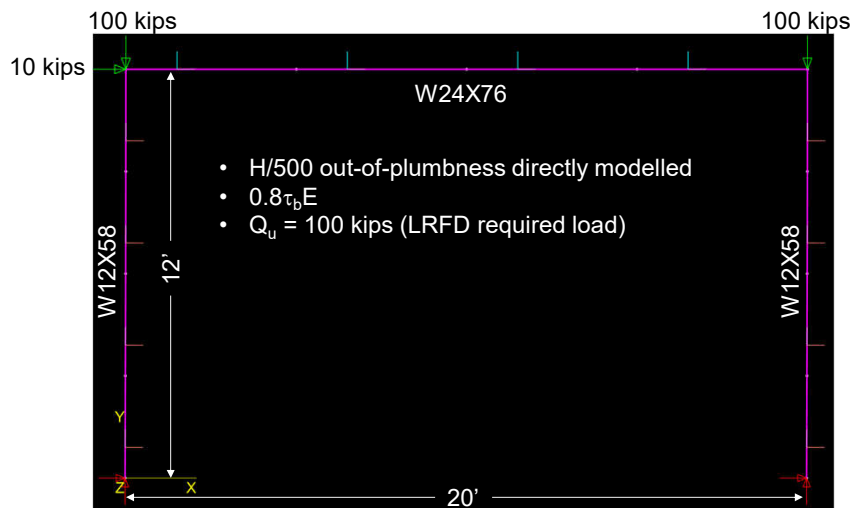 100 kips
100 kips
10 kips
W24X76
• H/500 out-of-plumbness directly modelled
• 0.8τbE
• Qu = 100 kips (LRFD required load)
W12X58
12’
W12X58
Y
Z
X
20’